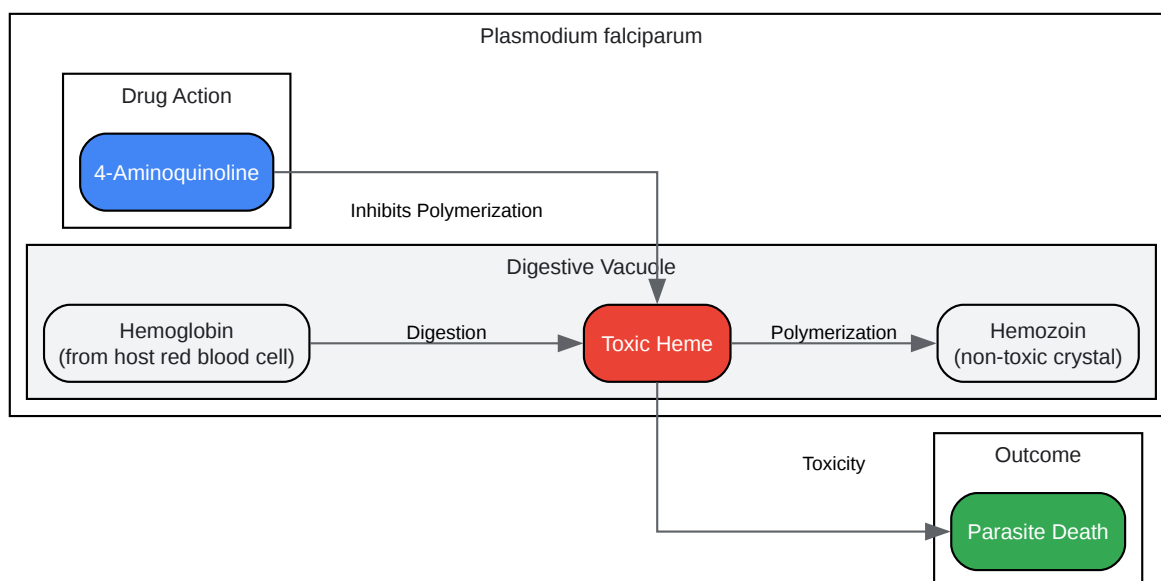 Plasmodium falciparum
Drug Action
4-Aminoquinoline
Inhibits Polymerization
Digestive Vacuole
Hemoglobin
(from host red blood cell)
Digestion
Toxic Heme
Polymerization
Hemozoin
(non-toxic crystal)
Toxicity
Outcome
Parasite Death